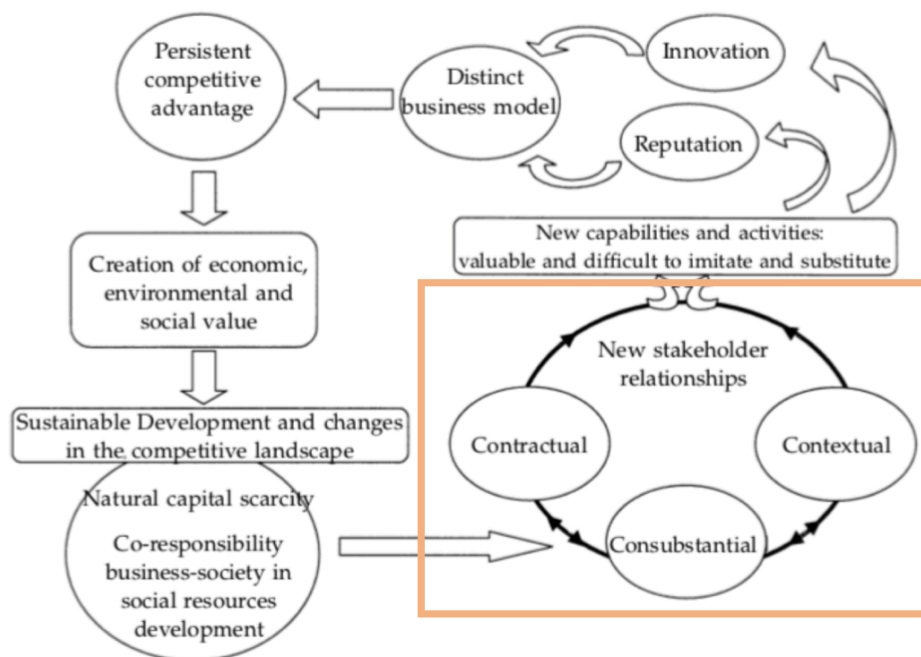 Persistent
competitive
advantage
Distinct
business model
Innovation
Reputation
New capabilities and activities:
valuable and difficult to imitate and substitute
Creation of economic,
environmental and
social value
New stakeholder
relationships
Contractual
Contextual
Consubstantial
Sustainable Development and changes
in the competitive landscape
Natural capital scarcity
Co-responsibility
business-society in
social resources
development